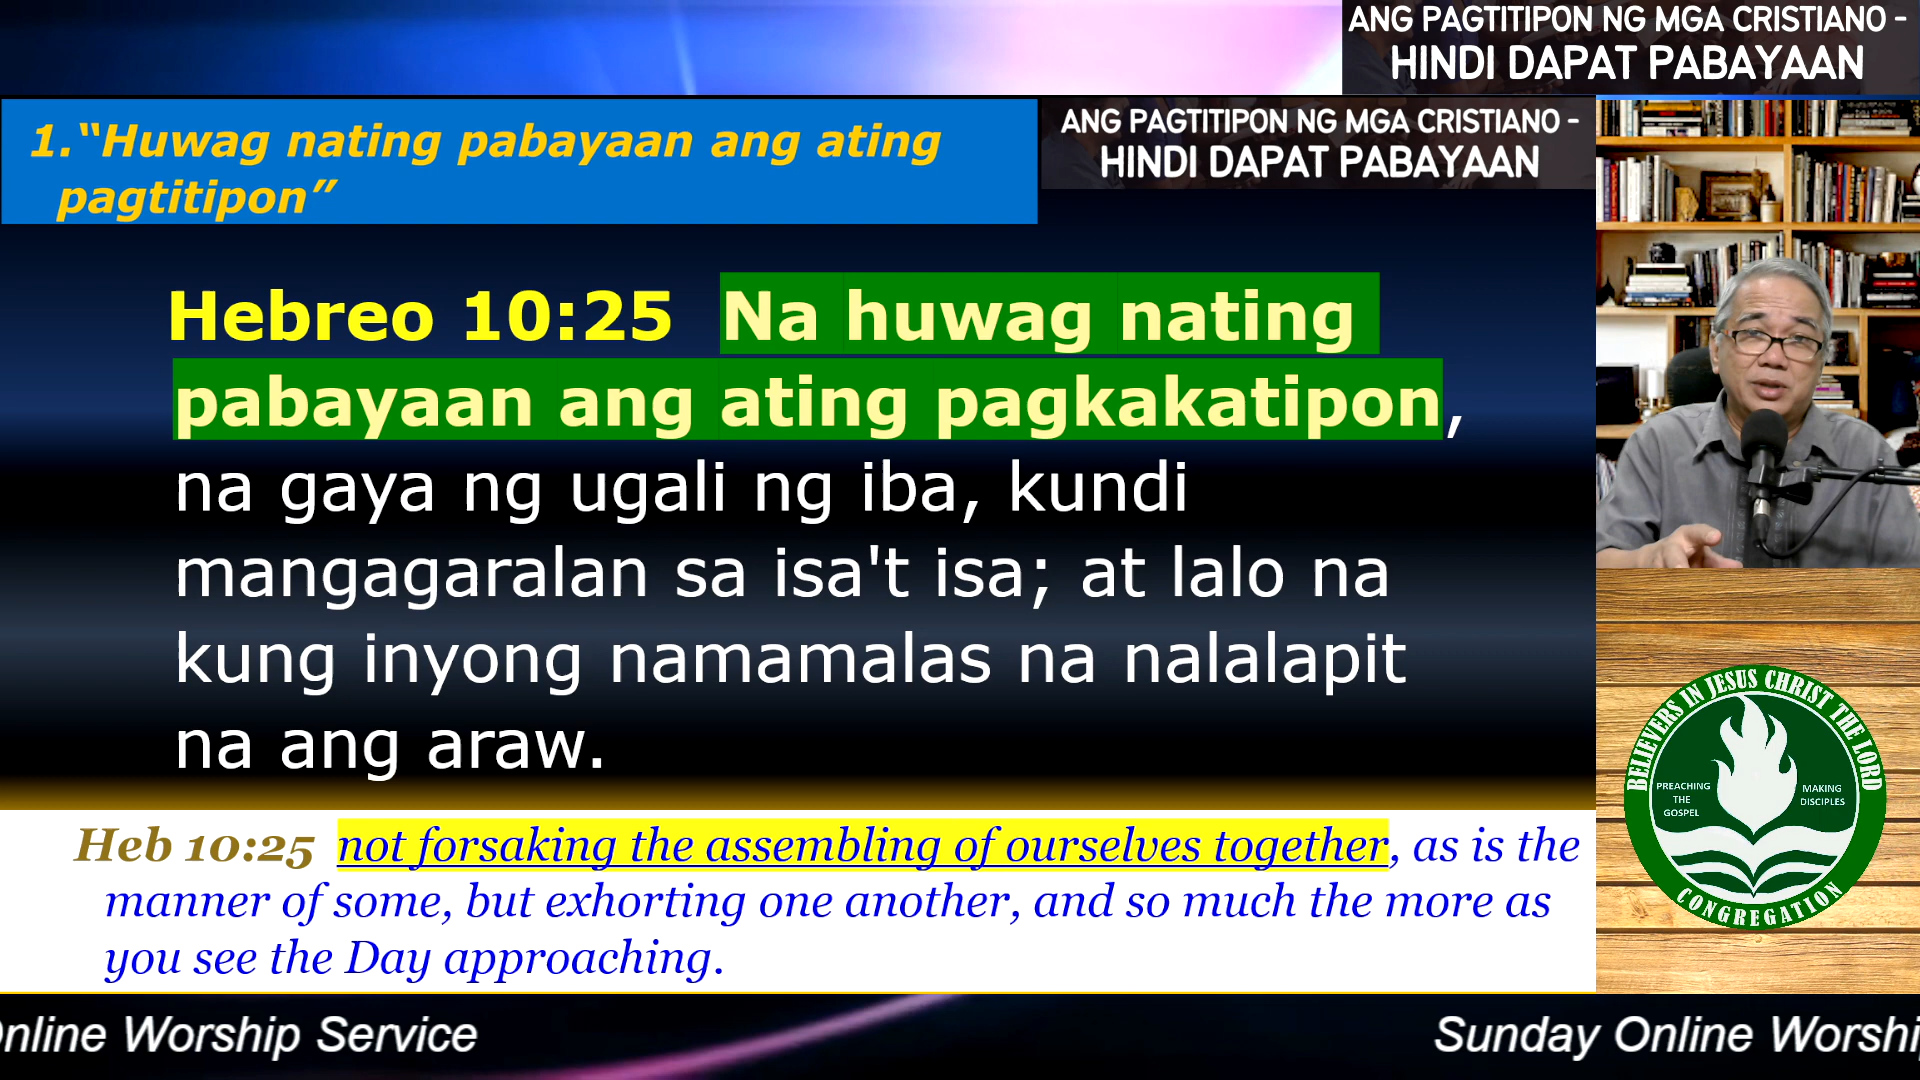 ANG PAGTITIPON NG MGA CRISTIANO -
HINDI DAPAT PABAYAAN
1.“Huwag nating pabayaan ang ating
pagtitipon”
ANG PAGTITIPON NG MGA CRISTIANO -
HINDI DAPAT PABAYAAN
Hebreo 10:25 Na huwag nating
pabayaan ang ating pagkakatipon,
na gaya ng ugali ng iba, kundi
mangagaralan sa isa't isa; at lalo na
kung inyong namamalas na nalalapit
na ang araw.
Heb 10:25 not forsaking the assembling of ourselves together, as is the
manner of some, but exhorting one another, and so much the more as
you see the Day approaching.
BELIEVERS IN JESUS CHRIST THE LORD
PREACHING
THE
GOSPEL
MAKING
DISCIPLES
CONGREGATION
nline Worship Service
Sunday Online Worshi